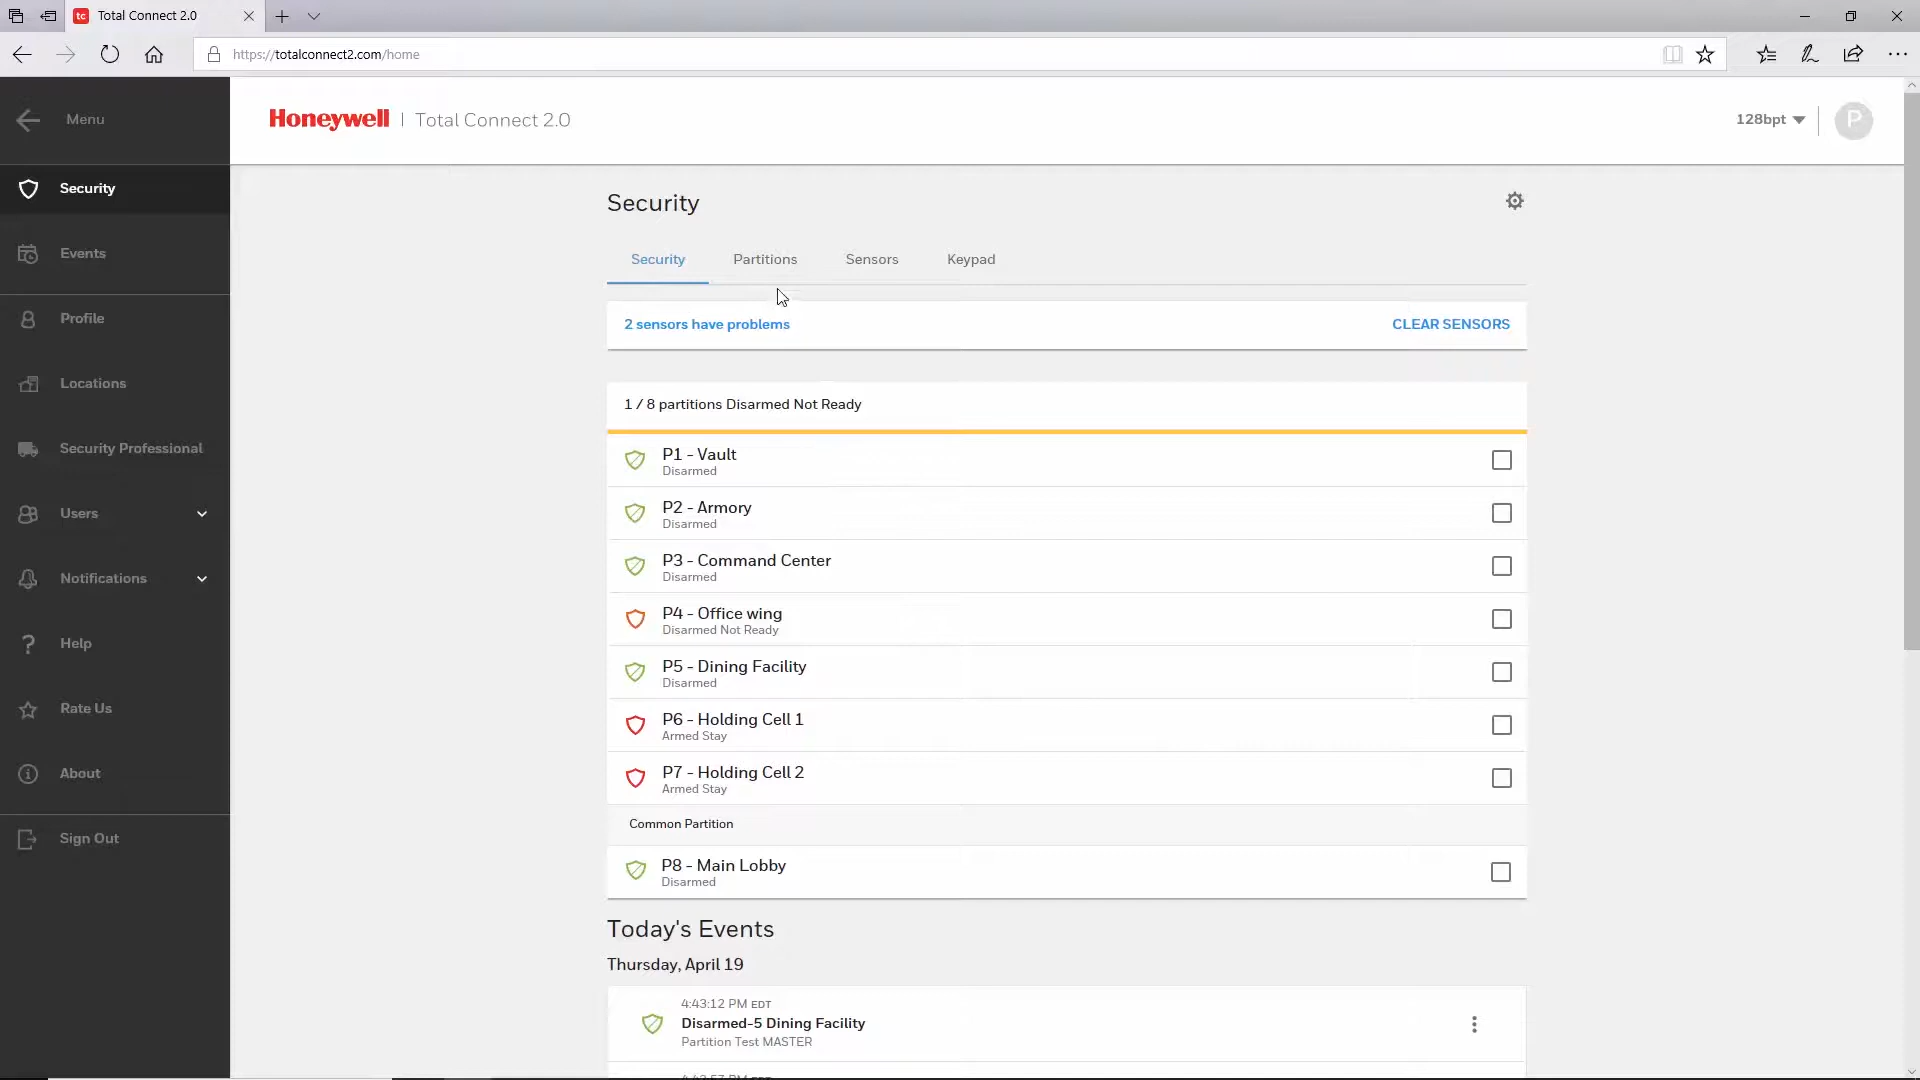 Total Connect 2.0
https://totalconnect2.com/home
Menu
Honeywell | Total Connect 2.0
128bpt
P
Security
Events
Profile
Locations
Security Professional
Users
Notifications
Help
Rate Us
About
Sign Out
Security
Security Partitions Sensors Keypad
2 sensors have problems CLEAR SENSORS
1 / 8 partitions Disarmed Not Ready
P1 - Vault
Disarmed
P2 - Armory
Disarmed
P3 - Command Center
Disarmed
P4 - Office wing
Disarmed Not Ready
P5 - Dining Facility
Disarmed
P6 - Holding Cell 1
Armed Stay
P7 - Holding Cell 2
Armed Stay
Common Partition
P8 - Main Lobby
Disarmed
Today's Events
Thursday, April 19
4:43:12 PM EDT
Disarmed-5 Dining Facility
Partition Test MASTER